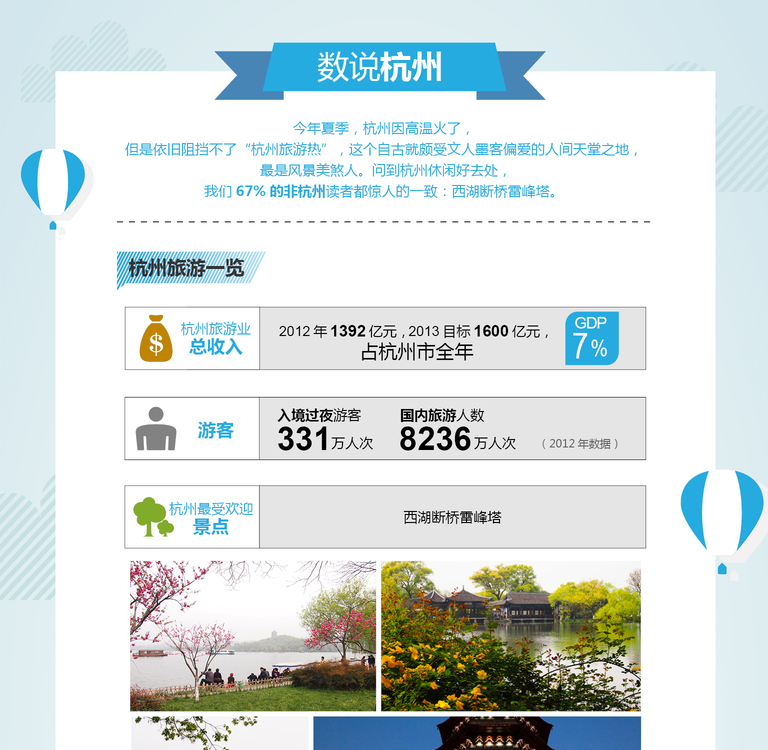 数说杭州
今年夏季，杭州因高温火了，
但是依旧阻挡不了“杭州旅游热”，这个自古就颇受文人墨客偏爱的人间天堂之地，
最是风景美煞人。问到杭州休闲好去处，
我们 67% 的非杭州读者都惊人的一致：西湖断桥雷峰塔。
杭州旅游一览
杭州旅游业
总收入
$
2012 年 1392 亿元，2013 目标 1600 亿元，
占杭州市全年
GDP
7%
游客
入境过夜游客
331万人次
国内旅游人数
8236万人次
（2012 年数据）
杭州最受欢迎
景点
西湖断桥雷峰塔